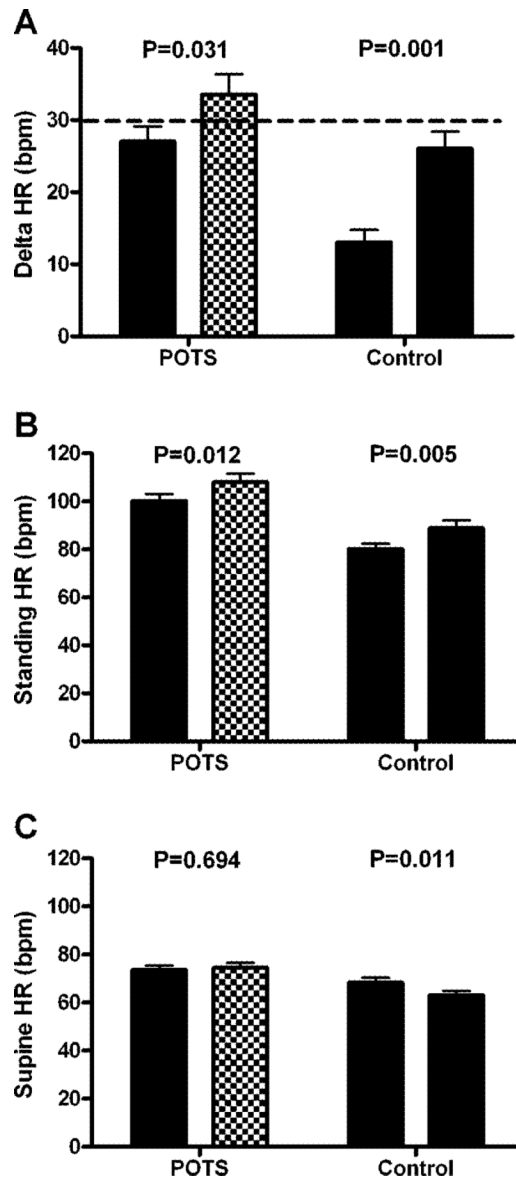 A
P=0.031 P=0.001
Delta HR (bpm)
40
30
20
10
0
POTS Control
B
P=0.012 P=0.005
Standing HR (bpm)
120
100
80
60
40
20
0
POTS Control
C
P=0.694 P=0.011
Supine HR (bpm)
120
100
80
60
40
20
0
POTS Control